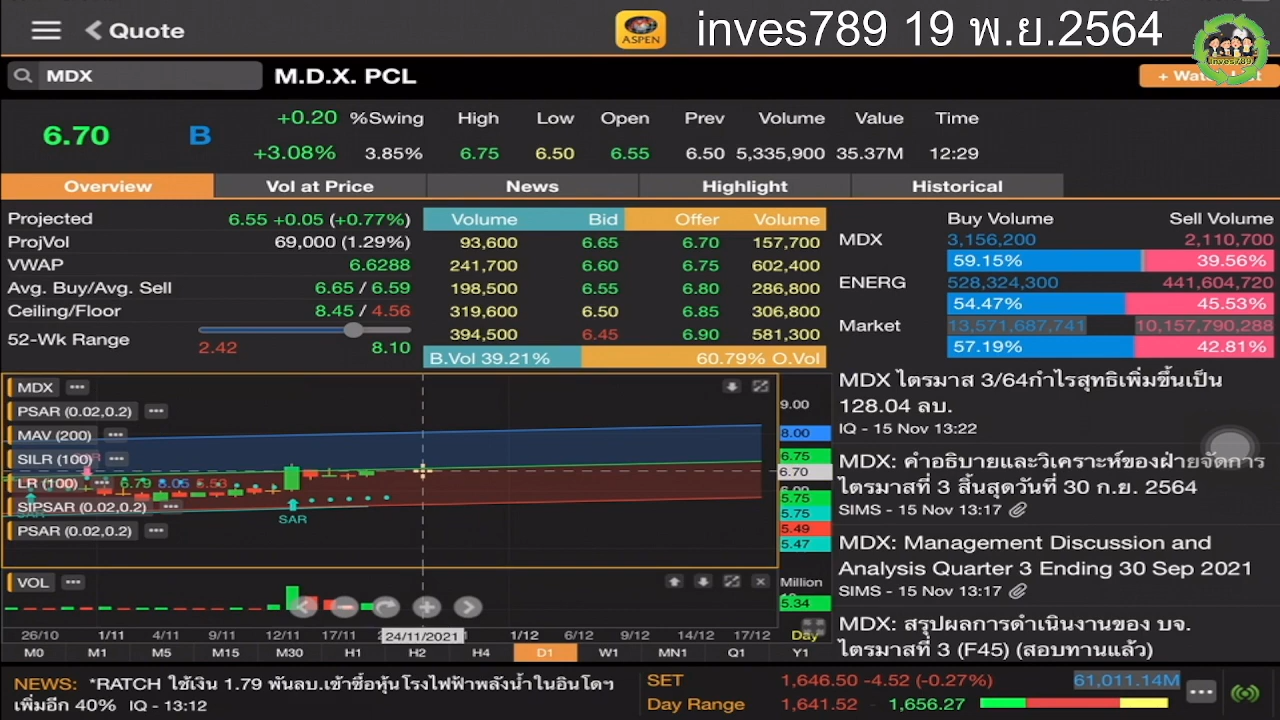 Quote
ASPEN
inves789 19 พ.ย.2564
inves789
MDX
M.D.X. PCL
6.70 B
+0.20 %Swing High Low Open Prev Volume Value Time
+3.08% 3.85% 6.75 6.50 6.55 6.50 5,335,900 35.37M 12:29
Overview Vol at Price News Highlight Historical
Projected 6.55 +0.05 (+0.77%)
ProjVol 69,000 (1.29%)
VWAP 6.6288
Avg. Buy/Avg. Sell 6.65 / 6.59
Ceiling/Floor 8.45 / 4.56
52-Wk Range
2.42 8.10
Volume Bid Offer Volume
93,600 6.65 6.70 157,700
241,700 6.60 6.75 602,400
198,500 6.55 6.80 286,800
319,600 6.50 6.85 306,800
394,500 6.45 6.90 581,300
B.Vol 39.21% 60.79% O.Vol
Buy Volume Sell Volume
MDX 3,156,200 2,110,700
59.15% 39.56%
ENERG 528,324,300 441,604,720
54.47% 45.53%
Market 13,571,687,741 10,157,790,288
57.19% 42.81%
MDX
PSAR (0.02,0.2)
MAV (200)
SILR (100)
LR (100) 6.79 8.05 5.53
SIPSAR (0.02,0.2)
PSAR (0.02,0.2)
SAR
9.00
8.00
6.75
6.70
5.75
5.75
5.49
5.47
VOL
Million
5.34
26/10 1/11 4/11 9/11 12/11 17/11 24/11/2021 1/12 6/12 9/12 14/12 17/12 Day
M0 M1 M5 M15 M30 H1 H2 H4 D1 W1 MN1 Q1 Y1
MDX ไตรมาส 3/64กำไรสุทธิเพิ่มขึ้นเป็น
128.04 ลบ.
IQ - 15 Nov 13:22
MDX: คำอธิบายและวิเคราะห์ของฝ่ายจัดการ
ไตรมาสที่ 3 สิ้นสุดวันที่ 30 ก.ย. 2564
SIMS - 15 Nov 13:17
MDX: Management Discussion and
Analysis Quarter 3 Ending 30 Sep 2021
SIMS - 15 Nov 13:17
MDX: สรุปผลการดำเนินงานของ บจ.
ไตรมาสที่ 3 (F45) (สอบทานแล้ว)
NEWS: *RATCH ใช้เงิน 1.79 พันลบ.เข้าซื้อหุ้นโรงไฟฟ้าพลังน้ำในอินโดฯ
เพิ่มอีก 40% IQ - 13:12
SET 1,646.50 -4.52 (-0.27%) 61,011.14M
Day Range 1,641.52 - 1,656.27